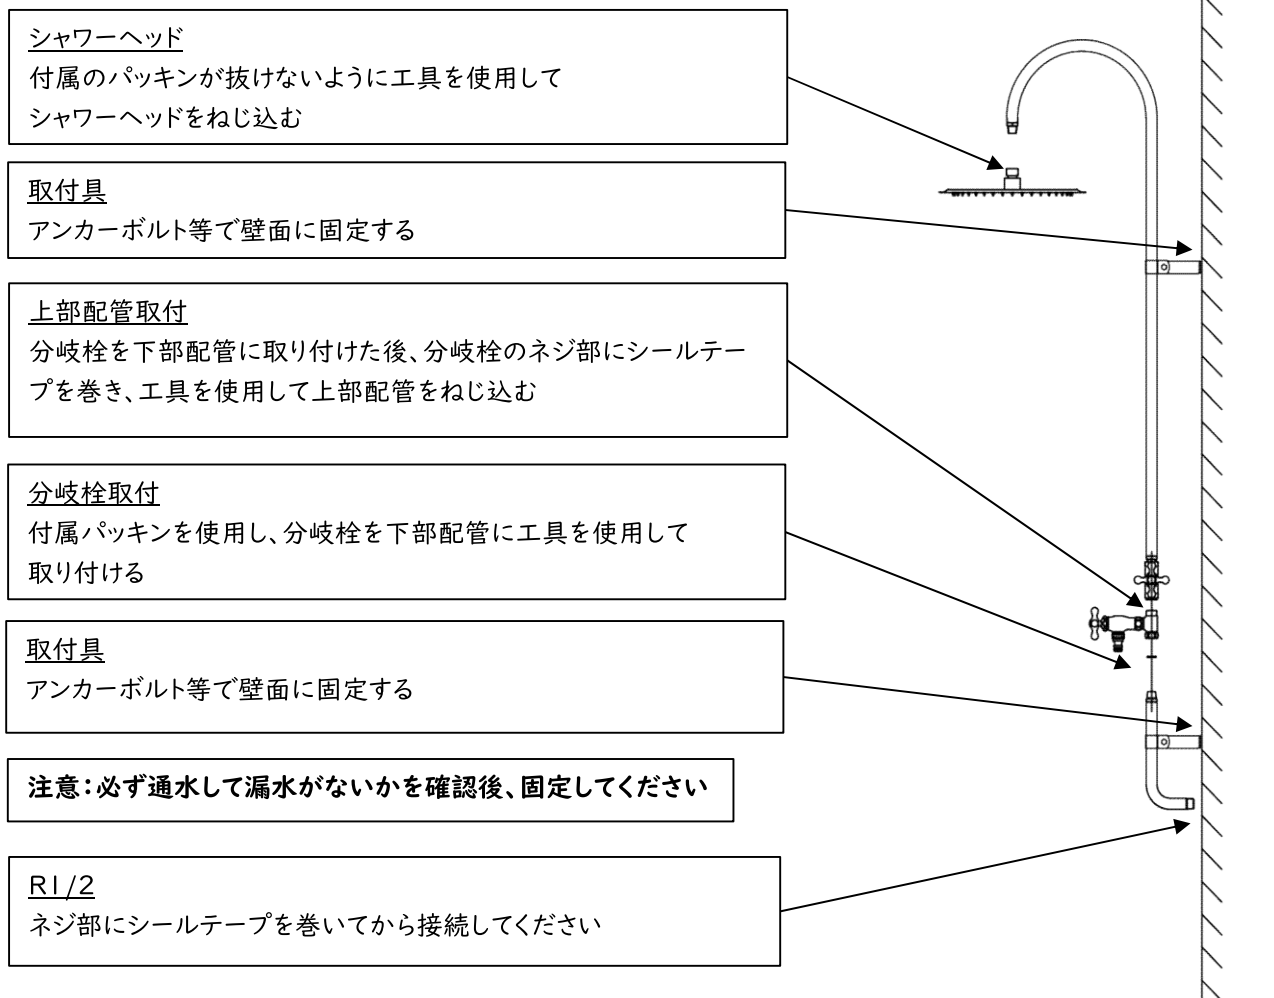 シャワーヘッド
付属のパッキンが抜けないように工具を使用して
シャワーヘッドをねじ込む
取付具
アンカーボルト等で壁面に固定する
上部配管取付
分岐栓を下部配管に取り付けた後、分岐栓のネジ部にシールテー
プを巻き、工具を使用して上部配管をねじ込む
分岐栓取付
付属パッキンを使用し、分岐栓を下部配管に工具を使用して
取り付ける
取付具
アンカーボルト等で壁面に固定する
注意：必ず通水して漏水がないかを確認後、固定してください
R1/2
ネジ部にシールテープを巻いてから接続してください